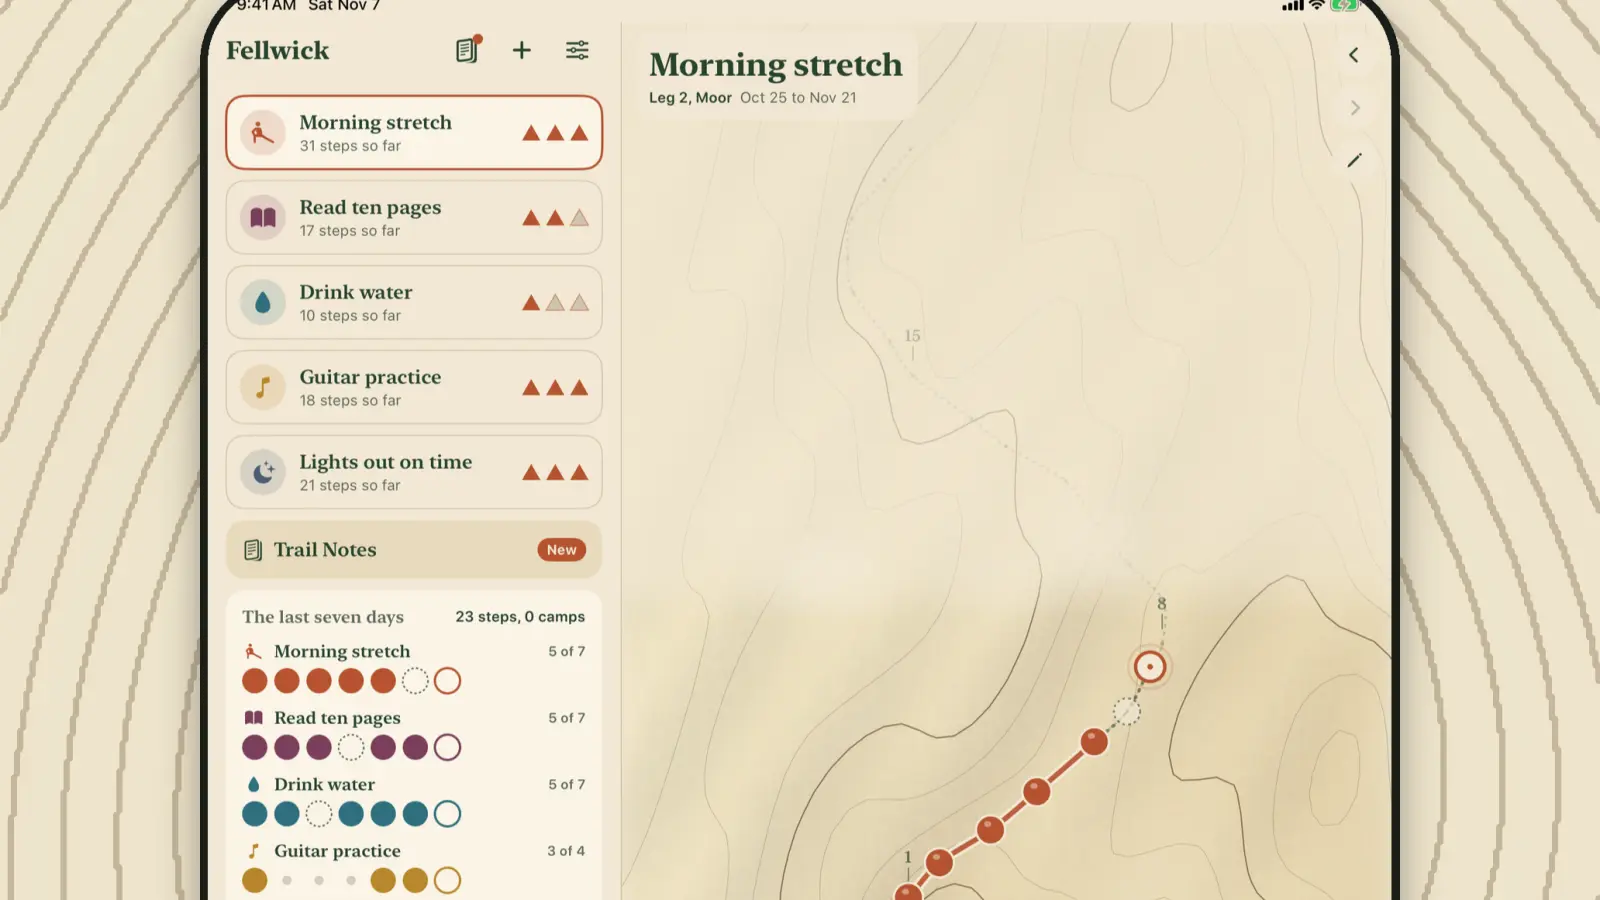 9:41 AM Sat Nov 7
Fellwick
Morning stretch
31 steps so far
Read ten pages
17 steps so far
Drink water
10 steps so far
Guitar practice
18 steps so far
Lights out on time
21 steps so far
Trail Notes New
The last seven days 23 steps, 0 camps
Morning stretch 5 of 7
Read ten pages 5 of 7
Drink water 5 of 7
Guitar practice 3 of 4
Morning stretch
Leg 2, Moor Oct 25 to Nov 21
15
8
1